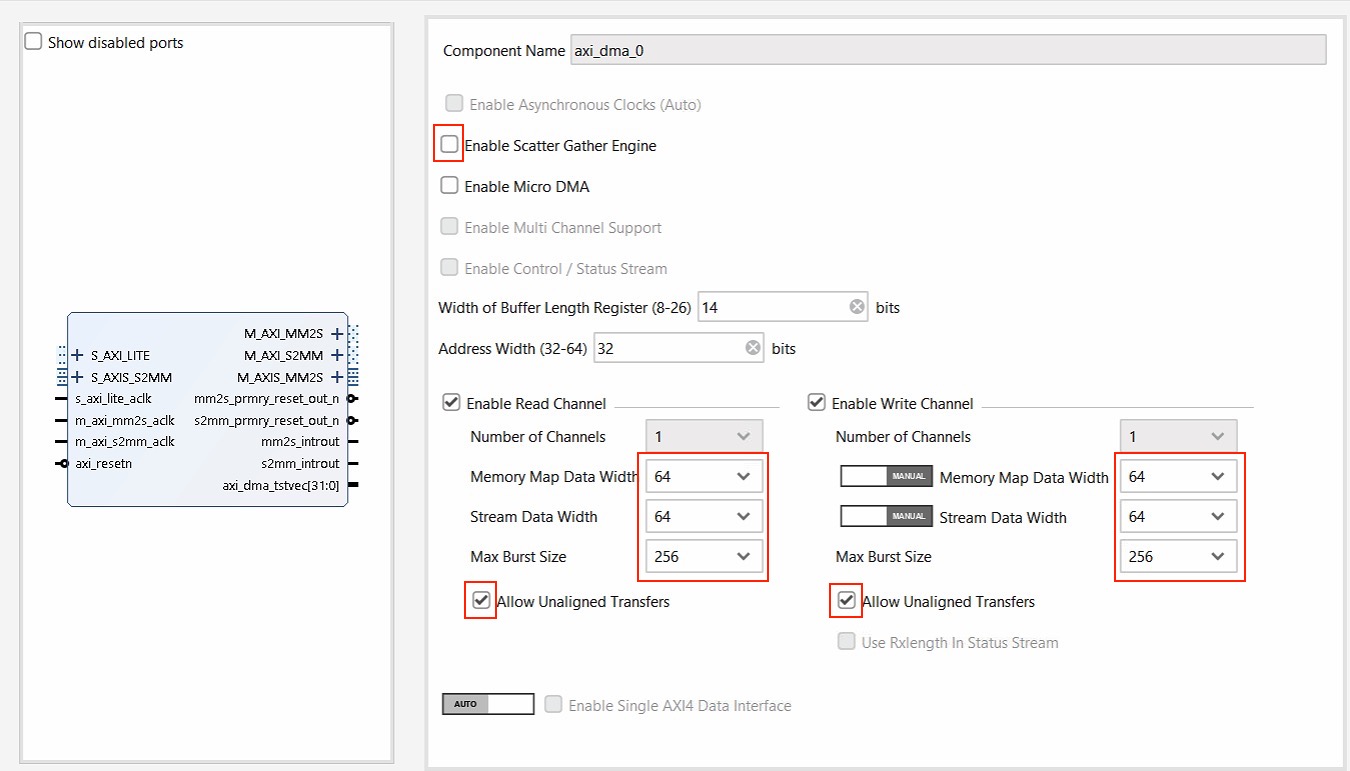 Show disabled ports
M_AXI_MM2S
S_AXI_LITE M_AXI_S2MM
S_AXIS_S2MM M_AXIS_MM2S
s_axi_lite_aclk mm2s_prmry_reset_out_n
m_axi_mm2s_aclk s2mm_prmry_reset_out_n
m_axi_s2mm_aclk mm2s_introut
axi_resetn s2mm_introut
axi_dma_tstvec[31:0]
Component Name axi_dma_0
Enable Asynchronous Clocks (Auto)
Enable Scatter Gather Engine
Enable Micro DMA
Enable Multi Channel Support
Enable Control / Status Stream
Width of Buffer Length Register (8-26) 14 bits
Address Width (32-64) 32 bits
Enable Read Channel
Number of Channels 1
Memory Map Data Width 64
Stream Data Width 64
Max Burst Size 256
Allow Unaligned Transfers
Enable Write Channel
Number of Channels 1
MANUAL Memory Map Data Width 64
MANUAL Stream Data Width 64
Max Burst Size 256
Allow Unaligned Transfers
Use Rxlength In Status Stream
AUTO Enable Single AXI4 Data Interface